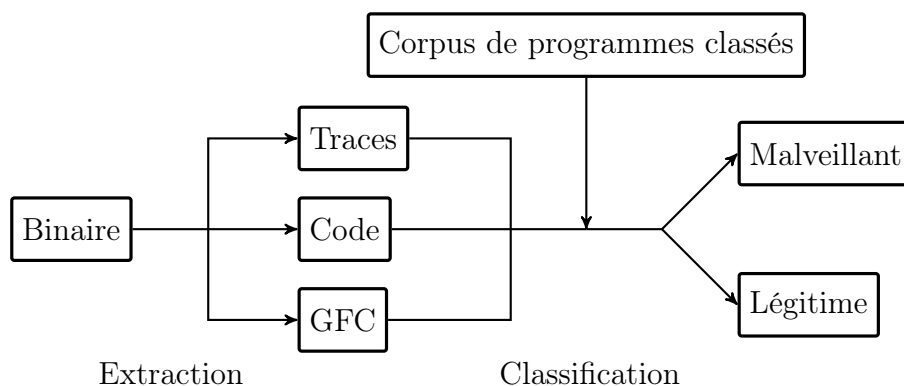 Corpus de programmes classés
Traces
Malveillant
Binaire
Code
Légitime
GFC
Extraction
Classification